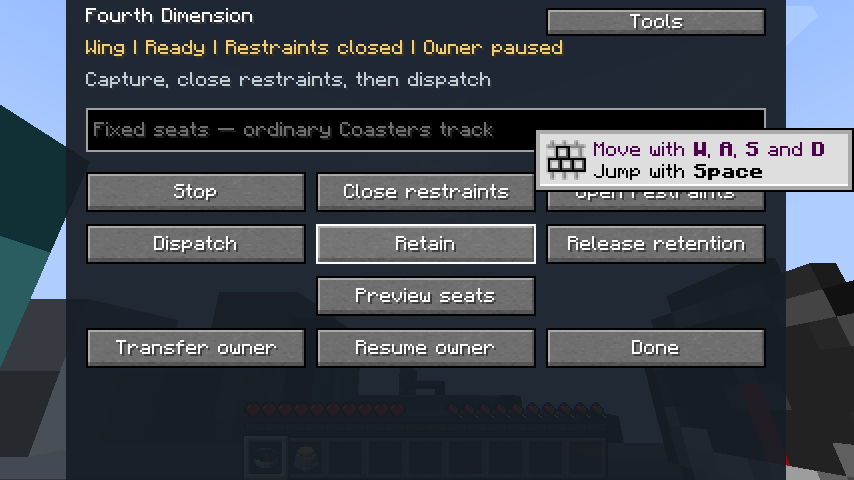 Fourth Dimension
Tools
Wing | Ready | Restraints closed | Owner paused
Capture, close restraints, then dispatch
Fixed seats — ordinary Coasters track
Move with W, A, S and D
Jump with Space
Stop
Close restraints
Open restraints
Dispatch
Retain
Release retention
Preview seats
Transfer owner
Resume owner
Done